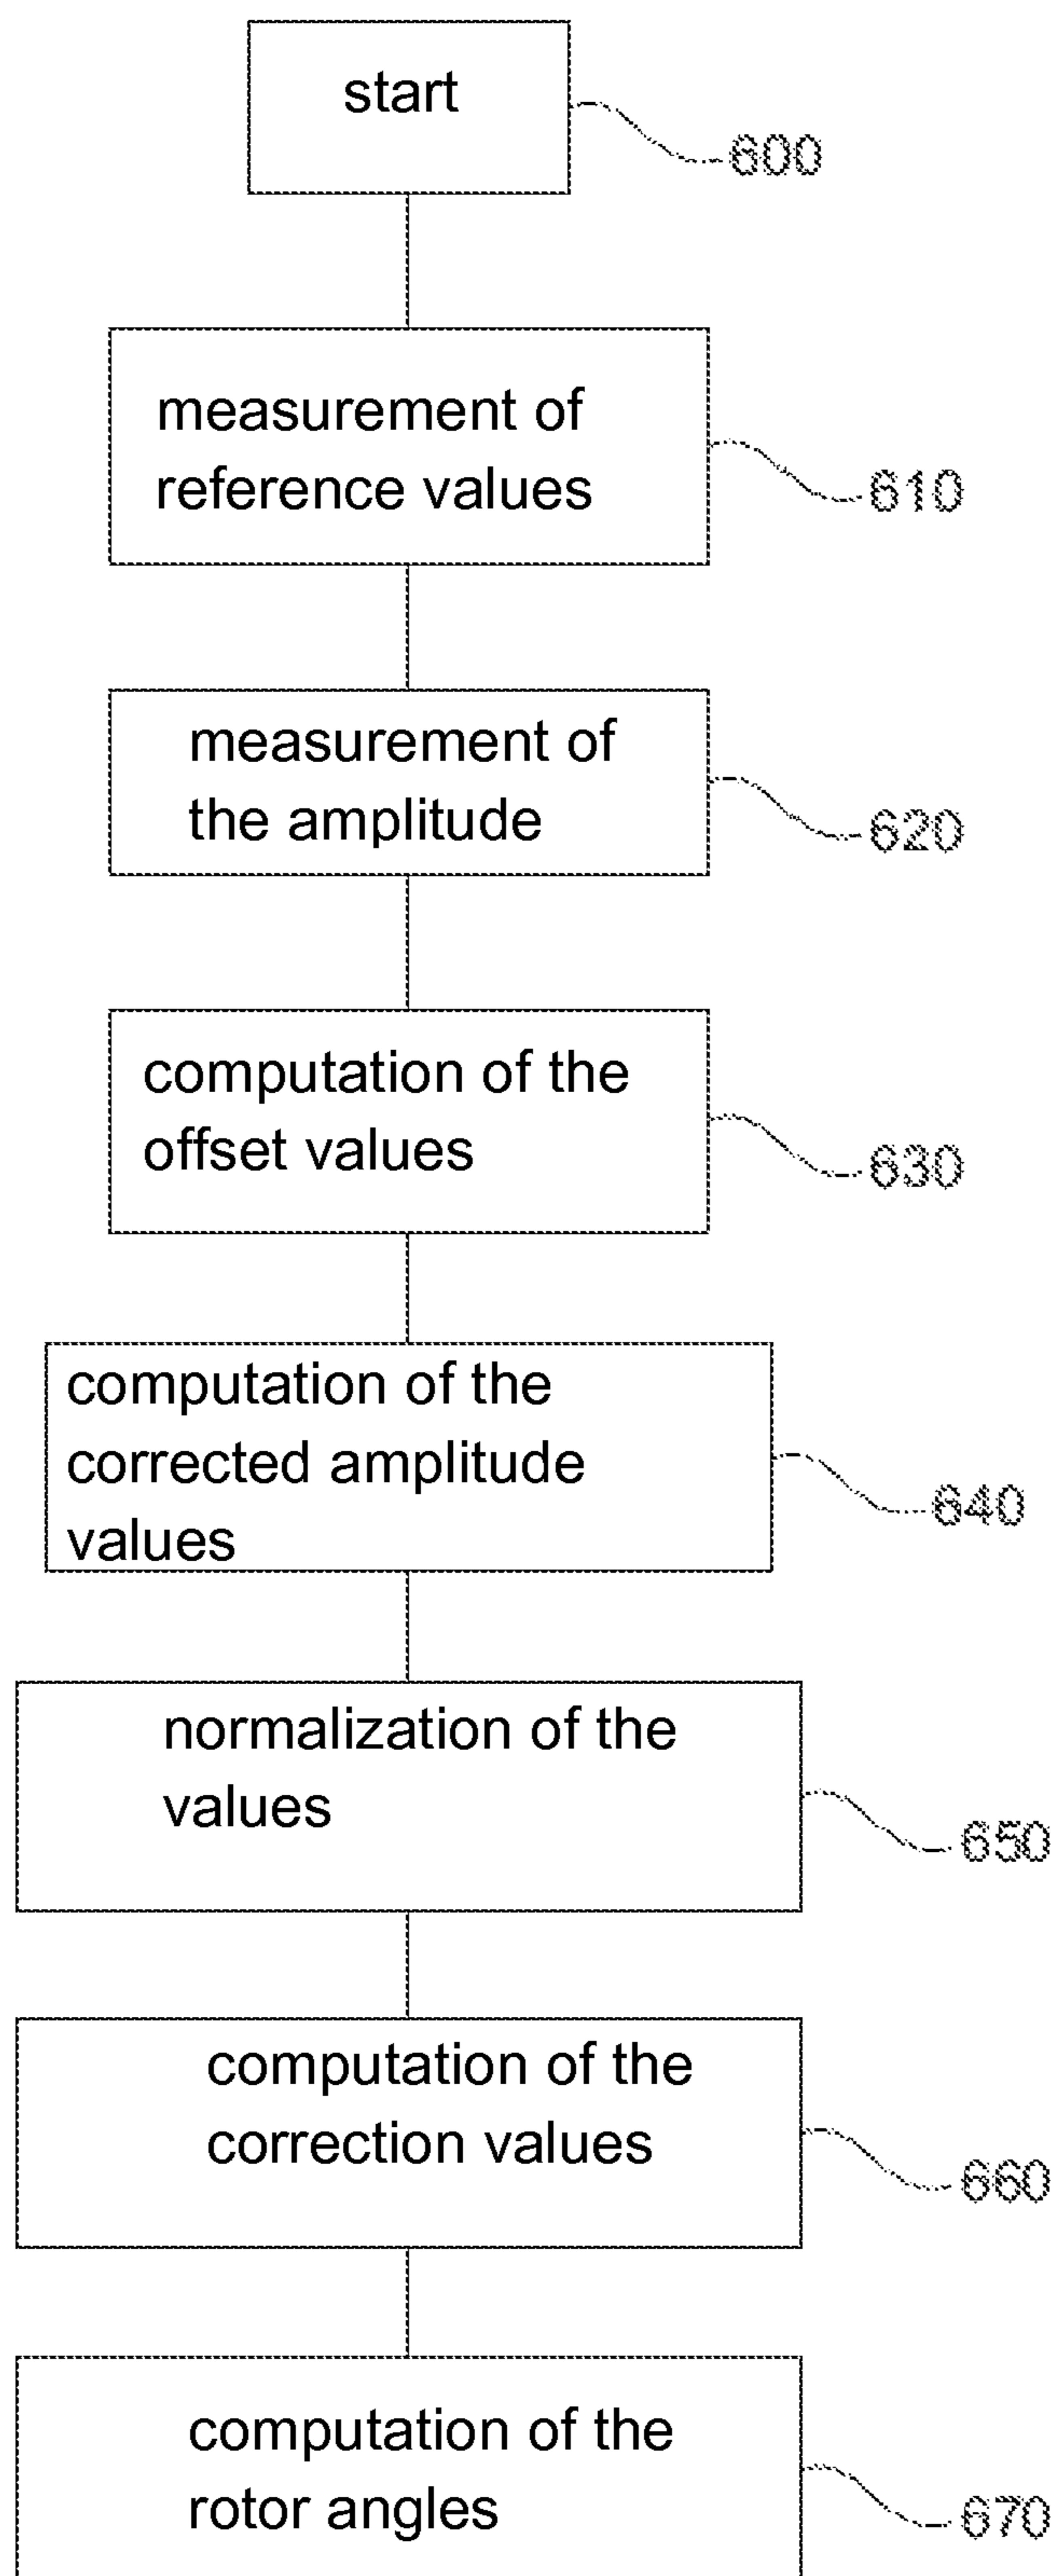 start
600
measurement of
reference values
610
measurement of
the amplitude
620
computation of the
offset values
630
computation of the
corrected amplitude
values
640
normalization of the
values
650
computation of the
correction values
660
computation of the
rotor angles
670